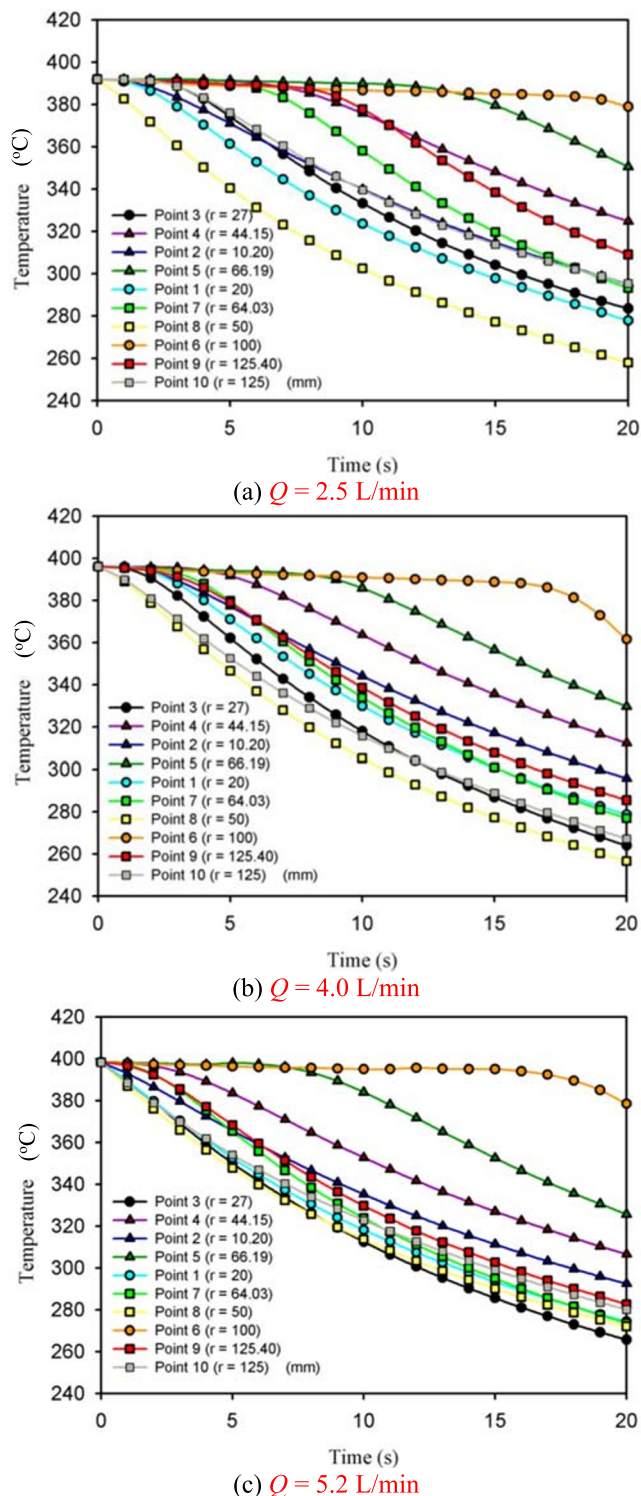 420
400
380
360
340
320
300
280
260
240
Temperature (ºC)
Point 3 (r = 27)
Point 4 (r = 44.15)
Point 2 (r = 10.20)
Point 5 (r = 66.19)
Point 1 (r = 20)
Point 7 (r = 64.03)
Point 8 (r = 50)
Point 6 (r = 100)
Point 9 (r = 125.40)
Point 10 (r = 125) (mm)
0 5 10 15 20
Time (s)
(a) Q = 2.5 L/min
420
400
380
360
340
320
300
280
260
240
Temperature (ºC)
Point 3 (r = 27)
Point 4 (r = 44.15)
Point 2 (r = 10.20)
Point 5 (r = 66.19)
Point 1 (r = 20)
Point 7 (r = 64.03)
Point 8 (r = 50)
Point 6 (r = 100)
Point 9 (r = 125.40)
Point 10 (r = 125) (mm)
0 5 10 15 20
Time (s)
(b) Q = 4.0 L/min
420
400
380
360
340
320
300
280
260
240
Temperature (ºC)
Point 3 (r = 27)
Point 4 (r = 44.15)
Point 2 (r = 10.20)
Point 5 (r = 66.19)
Point 1 (r = 20)
Point 7 (r = 64.03)
Point 8 (r = 50)
Point 6 (r = 100)
Point 9 (r = 125.40)
Point 10 (r = 125) (mm)
0 5 10 15 20
Time (s)
(c) Q = 5.2 L/min